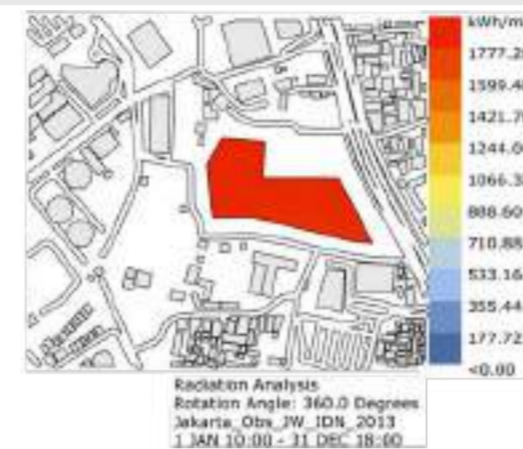 kWh/m
1777.2
1599.4
1421.7
1244.0
1066.3
888.60
710.88
533.16
355.44
177.72
<0.00
Radiation Analysis
Rotation Angle: 360.0 Degrees
Jakarta_Obs_JW_IDN_2013
1 JAN 10:00 - 31 DEC 18:00